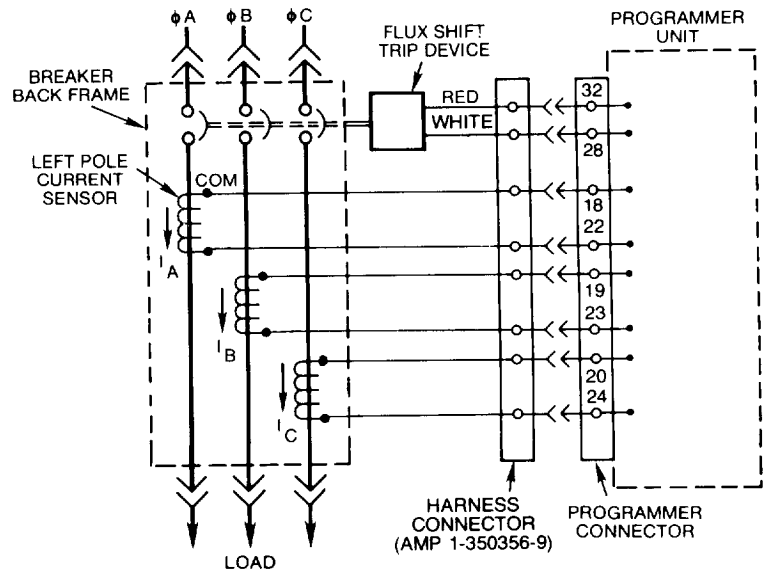 ϕA
ϕB
ϕC
FLUX SHIFT
TRIP DEVICE
PROGRAMMER
UNIT
BREAKER
BACK FRAME
RED
WHITE
32
28
LEFT POLE
CURRENT
SENSOR
COM
18
22
I A
19
23
I B
20
24
I C
HARNESS
CONNECTOR
(AMP 1-350356-9)
PROGRAMMER
CONNECTOR
LOAD